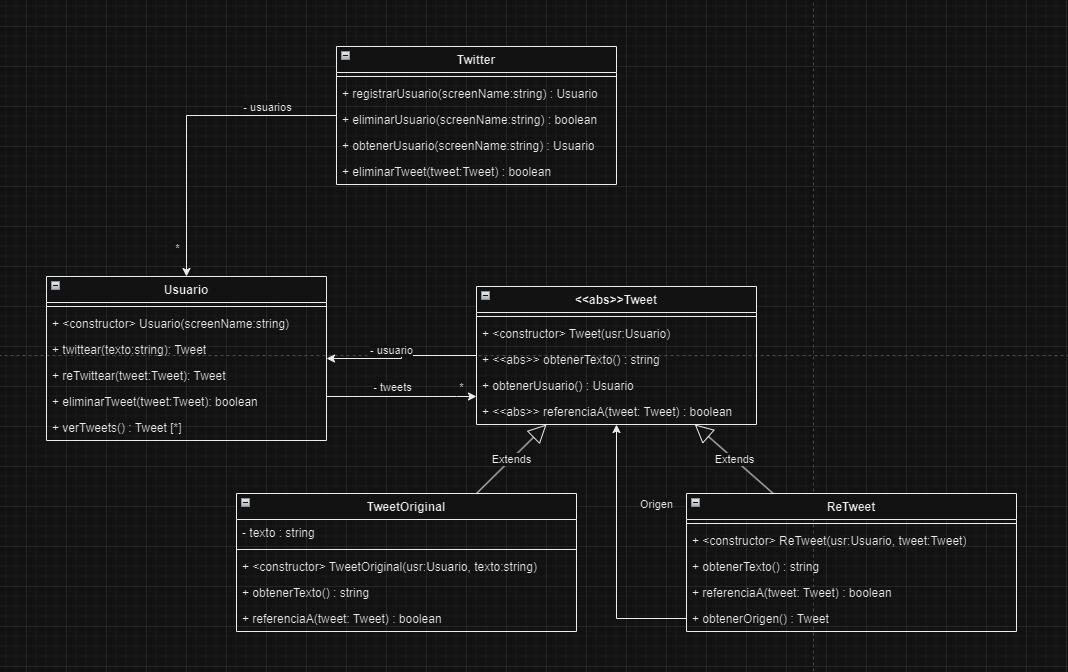 Twitter
+ registrarUsuario(screenName:string) : Usuario
+ eliminarUsuario(screenName:string) : boolean
+ obtenerUsuario(screenName:string) : Usuario
+ eliminarTweet(tweet:Tweet) : boolean
- usuarios
*
Usuario
+ <constructor> Usuario(screenName:string)
+ twittear(texto:string): Tweet
+ reTwittear(tweet:Tweet): Tweet
+ eliminarTweet(tweet:Tweet): boolean
+ verTweets() : Tweet [*]
- usuario
- tweets
*
<<abs>>Tweet
+ <constructor> Tweet(usr:Usuario)
+ <<abs>> obtenerTexto() : string
+ obtenerUsuario() : Usuario
+ <<abs>> referenciaA(tweet: Tweet) : boolean
Extends
Extends
Origen
TweetOriginal
- texto : string
+ <constructor> TweetOriginal(usr:Usuario, texto:string)
+ obtenerTexto() : string
+ referenciaA(tweet: Tweet) : boolean
ReTweet
+ <constructor> ReTweet(usr:Usuario, tweet:Tweet)
+ obtenerTexto() : string
+ referenciaA(tweet: Tweet) : boolean
+ obtenerOrigen() : Tweet